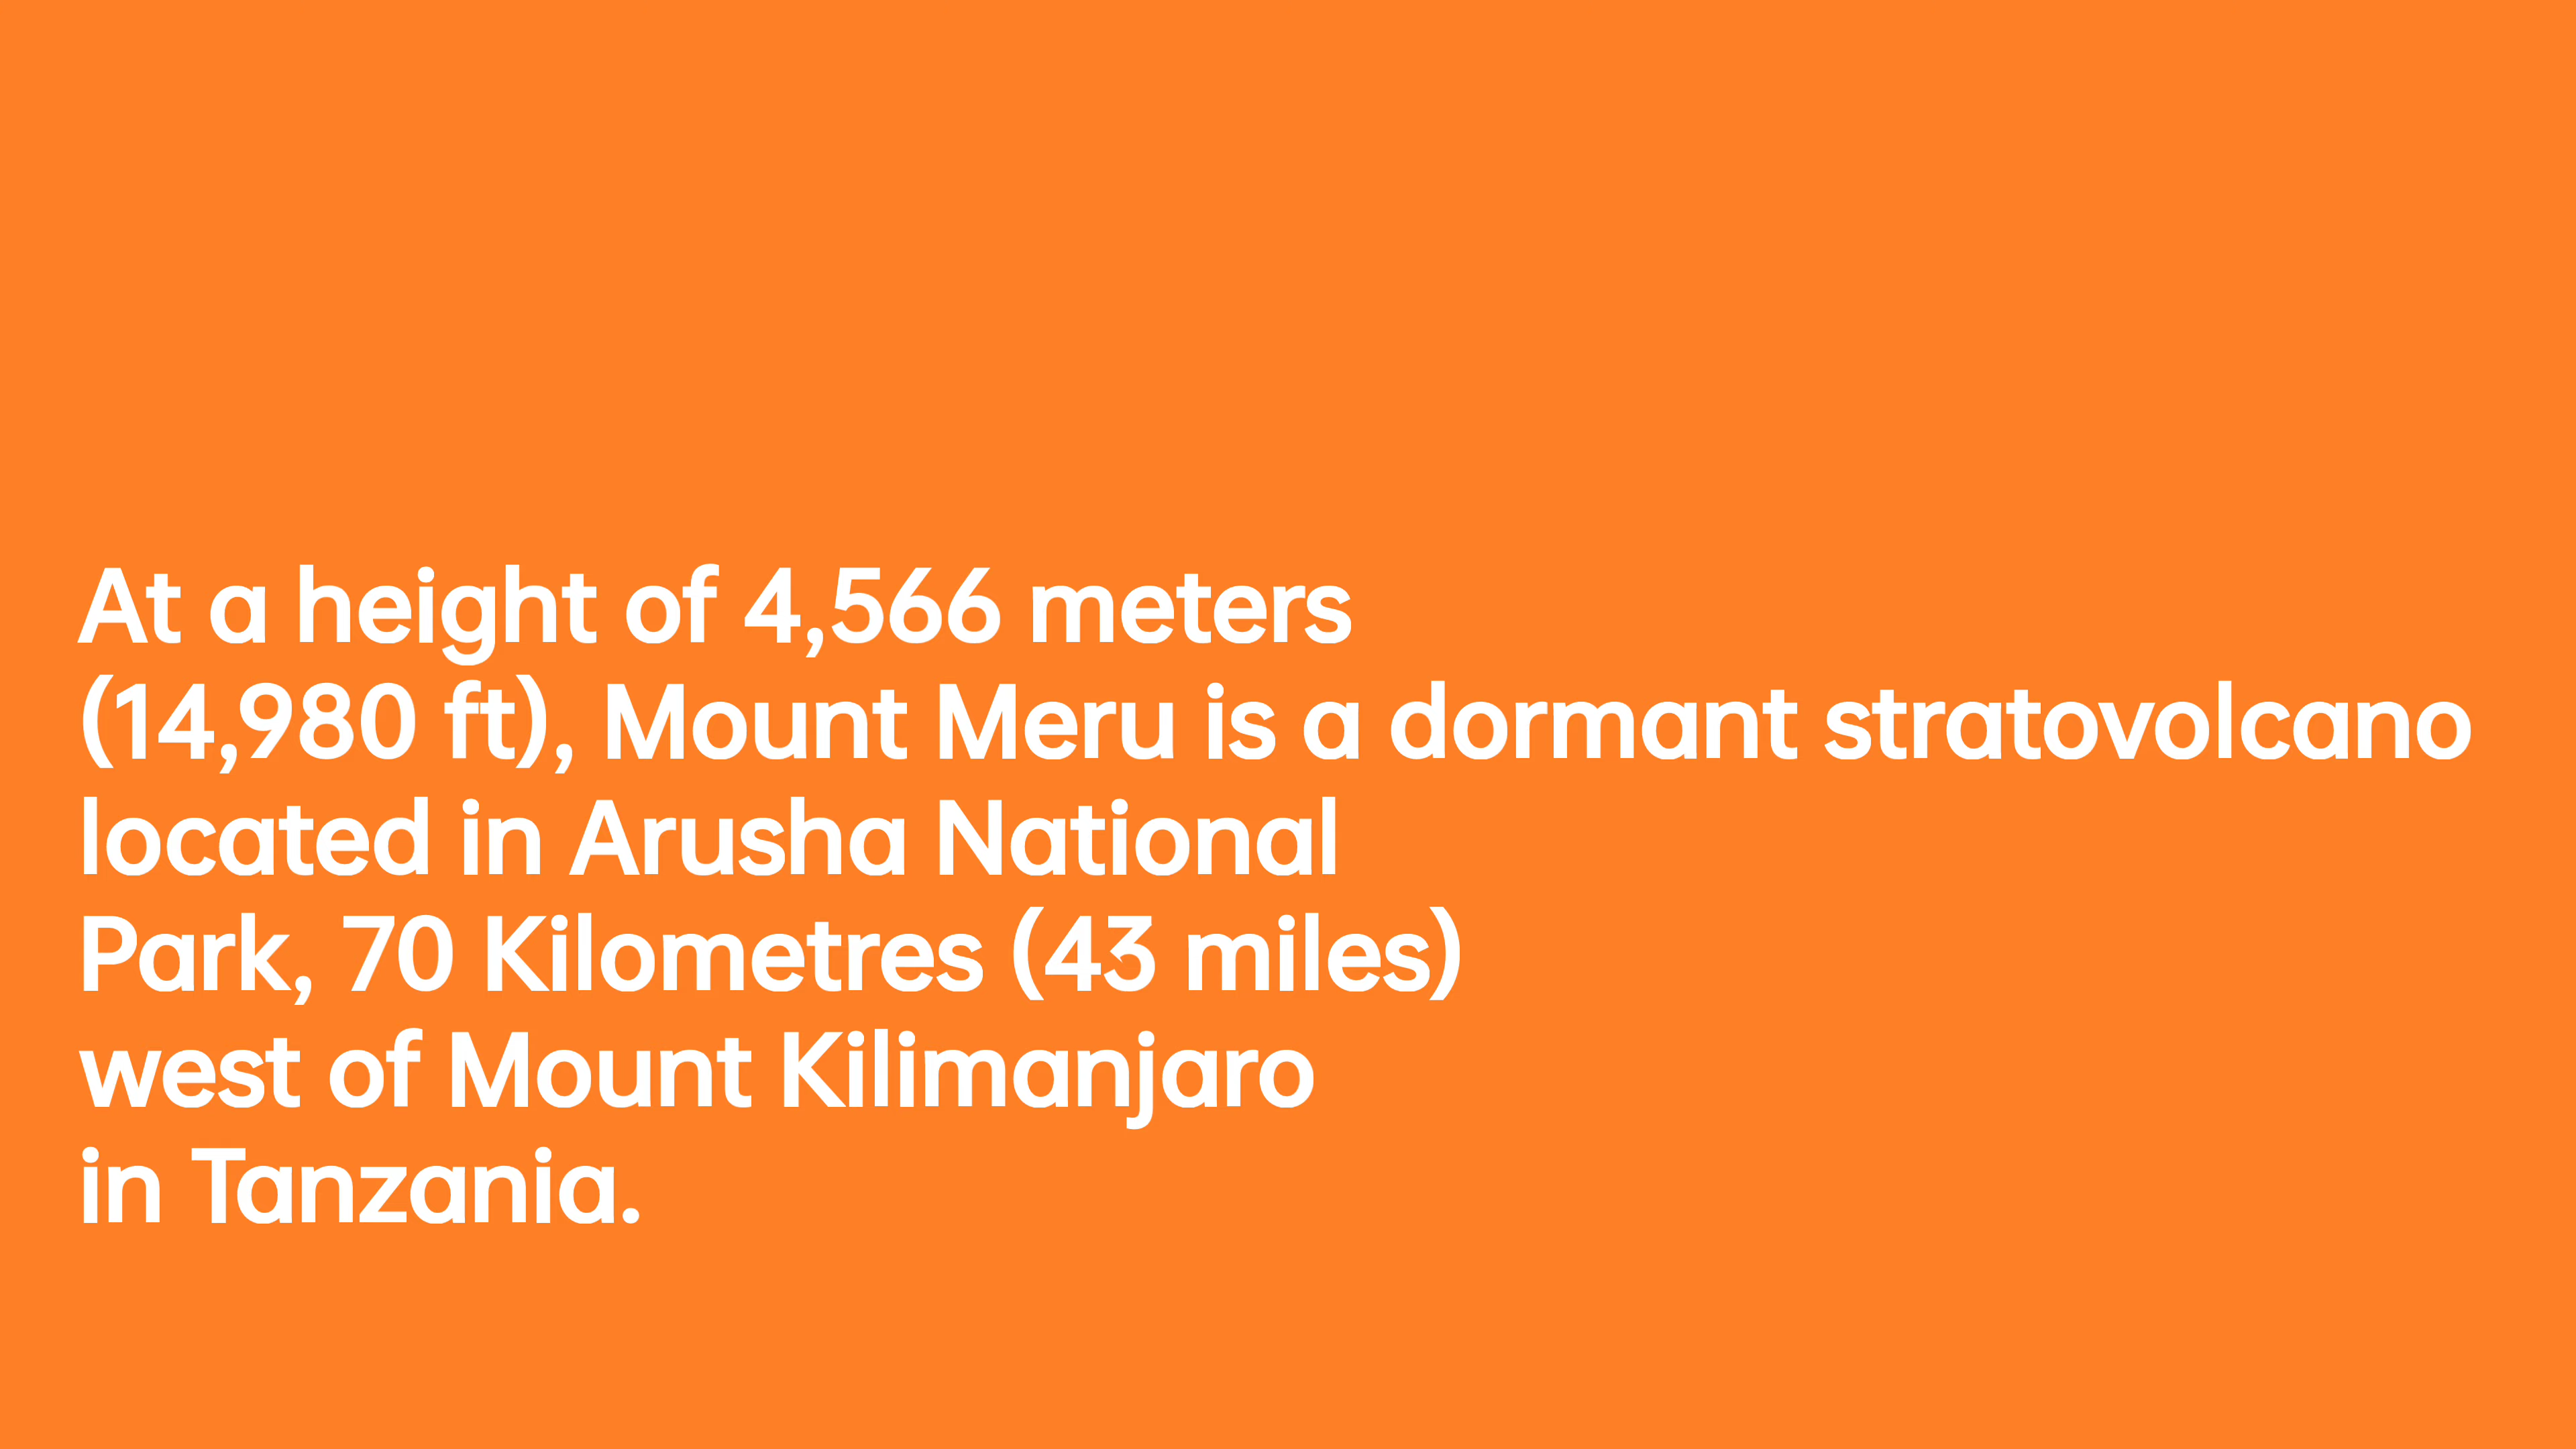 At a height of 4,566 meters
(14,980 ft), Mount Meru is a dormant stratovolcano
located in Arusha National
Park, 70 Kilometres (43 miles)
west of Mount Kilimanjaro
in Tanzania.